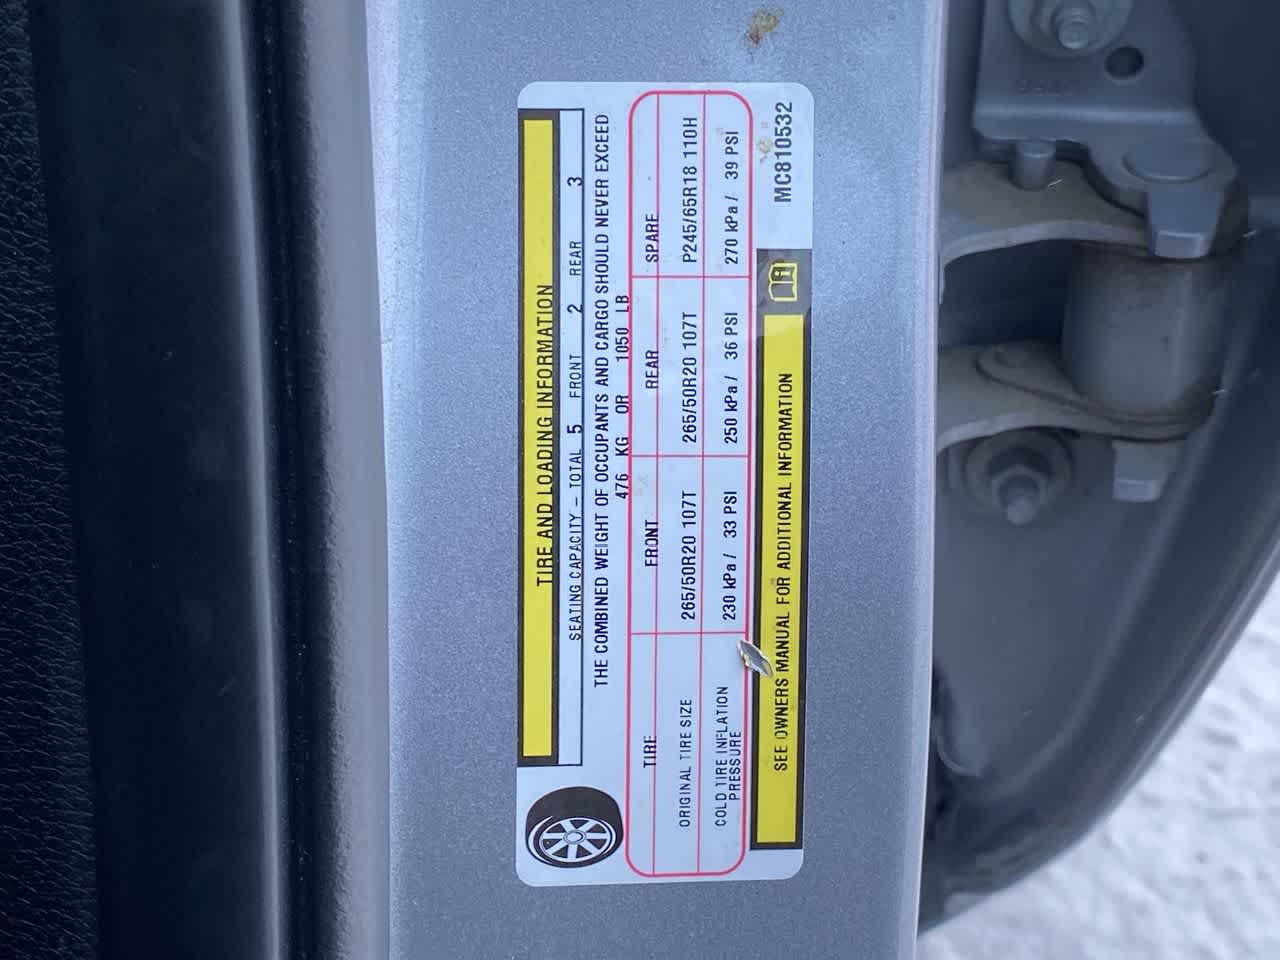 TIRE AND LOADING INFORMATION
SEATING CAPACITY – TOTAL 5 FRONT 2 REAR 3
THE COMBINED WEIGHT OF OCCUPANTS AND CARGO SHOULD NEVER EXCEED
476 KG OR 1050 LB
TIRE FRONT REAR SPARE
ORIGINAL TIRE SIZE 265/50R20 107T 265/50R20 107T P245/65R18 110H
COLD TIRE INFLATION PRESSURE 230 kPa / 33 PSI 250 kPa / 36 PSI 270 kPa / 39 PSI
SEE OWNERS MANUAL FOR ADDITIONAL INFORMATION
MC810532